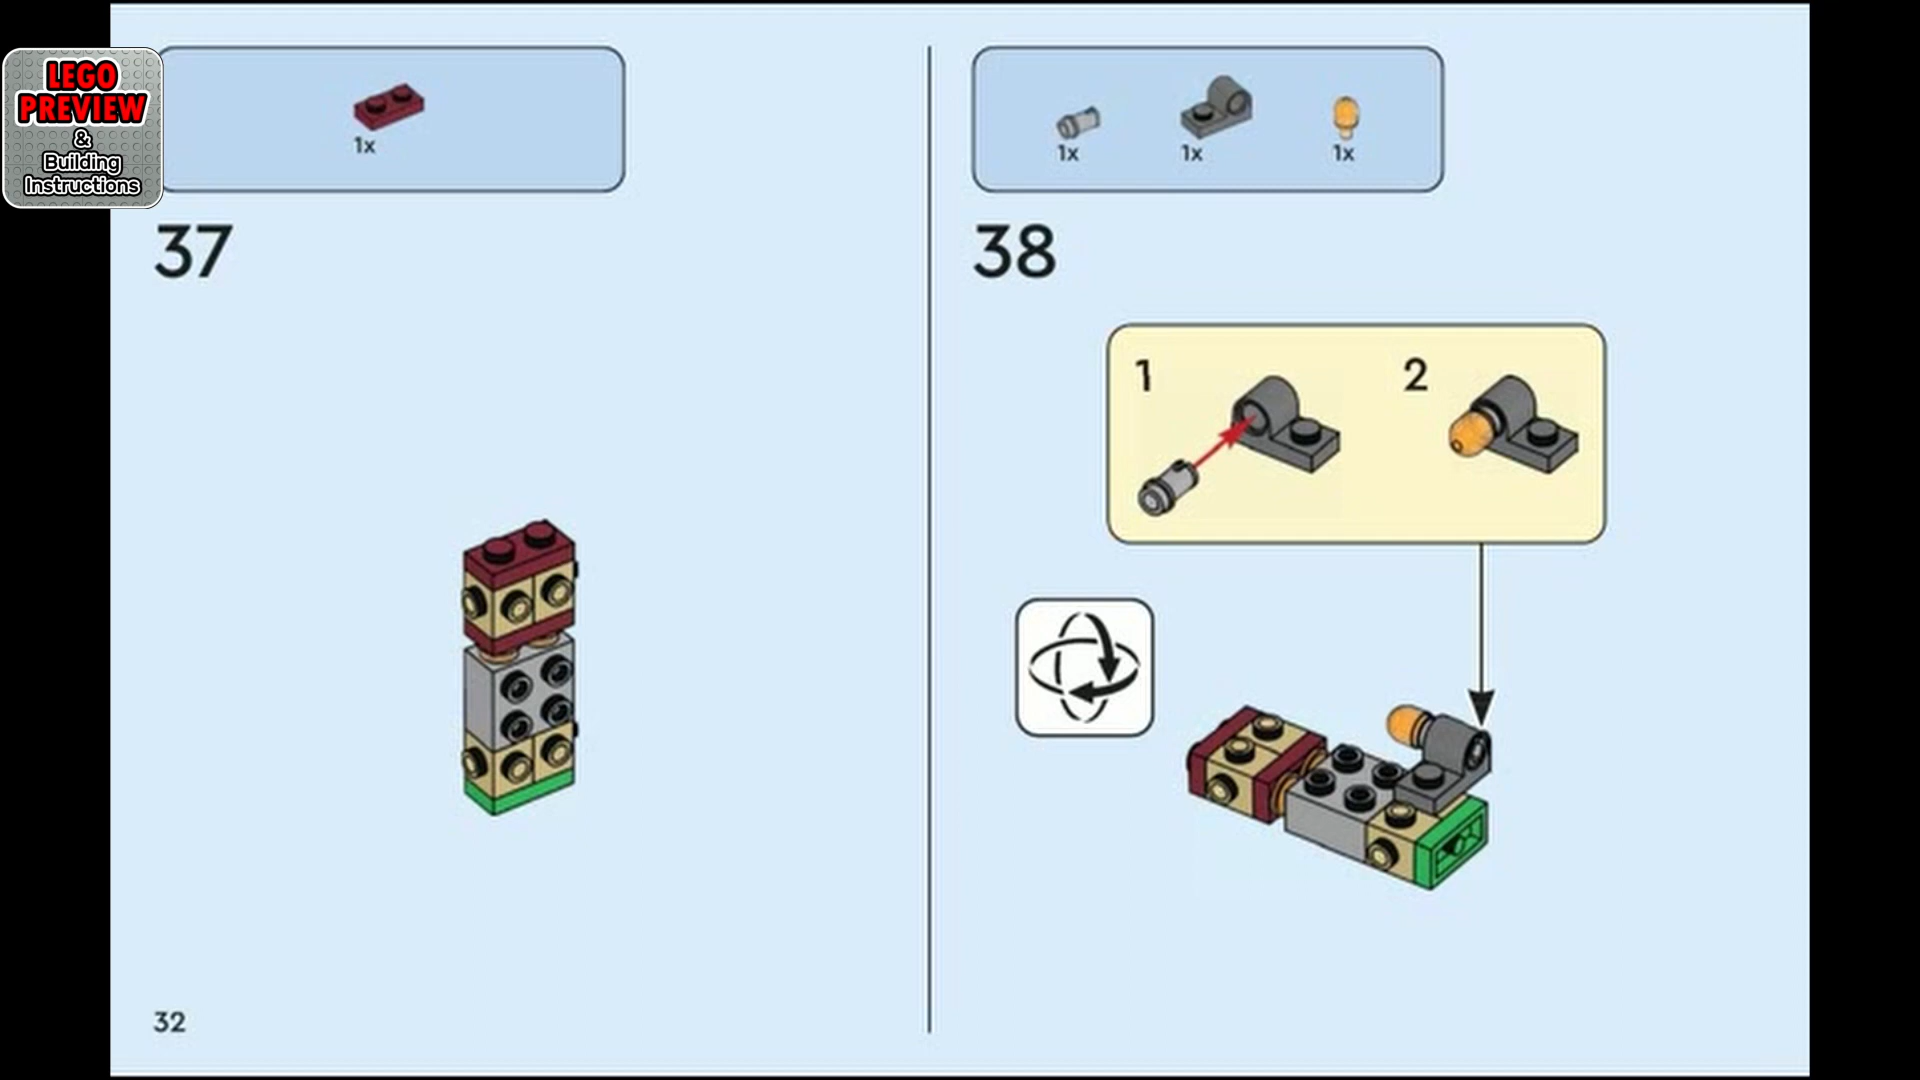 LEGO
PREVIEW
&
Building
Instructions
1x
37
32
1x 1x 1x
38
1 2